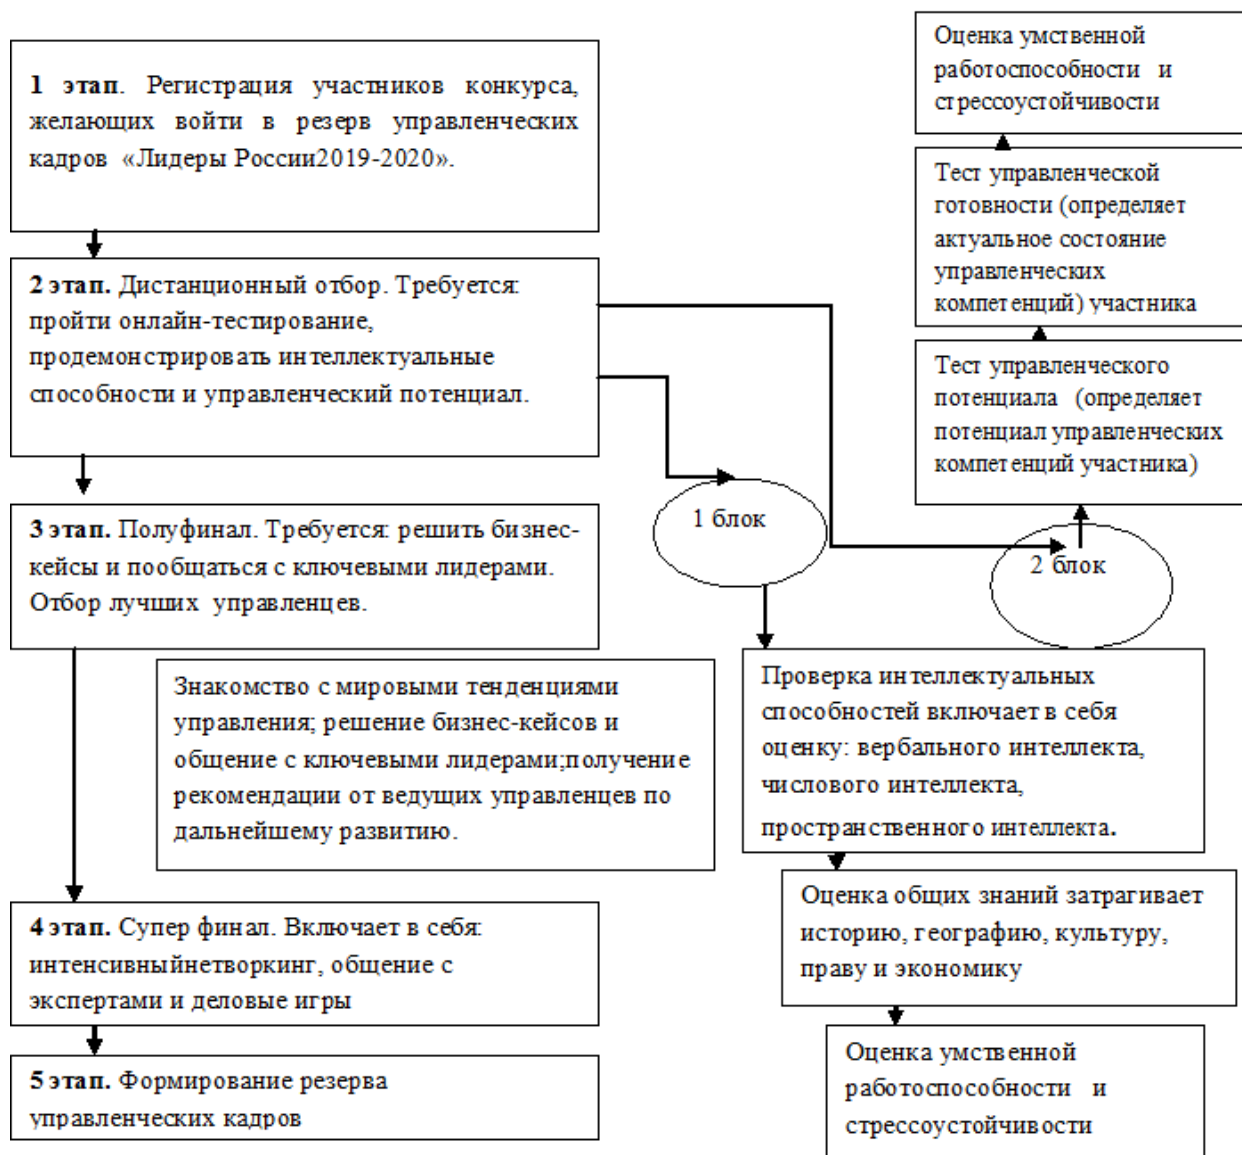 1 этап. Регистрация участников конкурса,
желающих войти в резерв управленческих
кадров «Лидеры России2019-2020».
2 этап. Дистанционный отбор. Требуется:
пройти онлайн-тестирование,
продемонстрировать интеллектуальные
способности и управленческий потенциал.
3 этап. Полуфинал. Требуется: решить бизнес-
кейсы и пообщаться с ключевыми лидерами.
Отбор лучших управленцев.
Знакомство с мировыми тенденциями
управления; решение бизнес-кейсов и
общение с ключевыми лидерами;получение
рекомендации от ведущих управленцев по
дальнейшему развитию.
4 этап. Супер финал. Включает в себя:
интенсивныйнетворкинг, общение с
экспертами и деловые игры
5 этап. Формирование резерва
управленческих кадров
1 блок
Проверка интеллектуальных
способностей включает в себя
оценку: вербального интеллекта,
числового интеллекта,
пространственного интеллекта.
Оценка общих знаний затрагивает
историю, географию, культуру,
праву и экономику
Оценка умственной
работоспособности и
стрессоустойчивости
2 блок
Оценка умственной
работоспособности и
стрессоустойчивости
Тест управленческой
готовности (определяет
актуальное состояние
управленческих
компетенций) участника
Тест управленческого
потенциала (определяет
потенциал управленческих
компетенций участника)